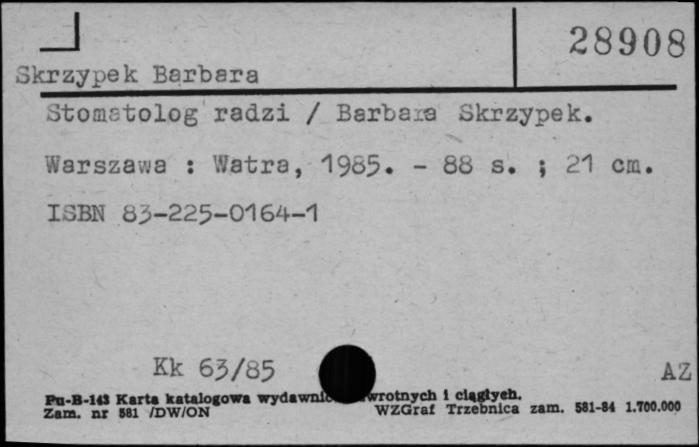 28908
Skrzypek Barbara
Stomatolog radzi / Barbara Skrzypek.
Warszawa : Watra, 1985. - 88 s. ; 21 cm.
ISBN 83-225-0164-1
Kk 63/85
AZ
Pu-B-143 Karta katalogowa wydawnic wrotnych i ciągłych.
Zam. nr 581 /DW/ON WZGraf Trzebnica zam. 581-84 1.700.000